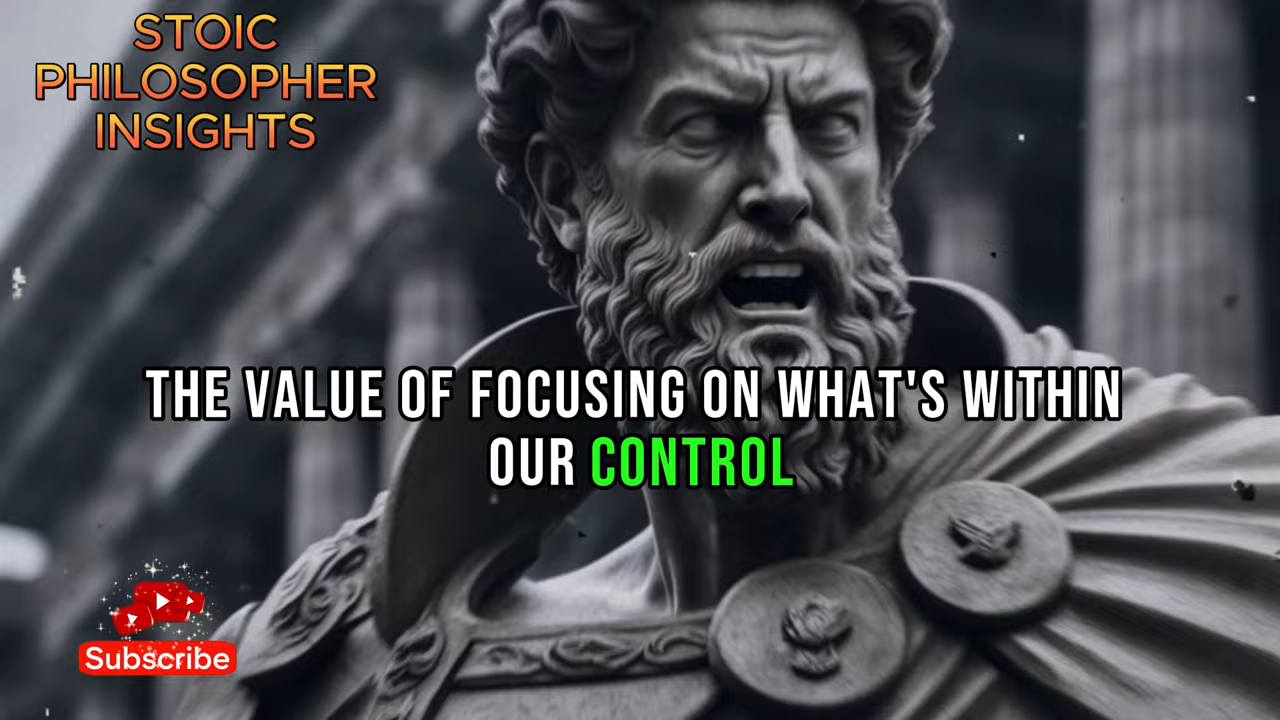 STOIC
PHILOSOPHER
INSIGHTS
THE VALUE OF FOCUSING ON WHAT'S WITHIN
OUR CONTROL
Subscribe